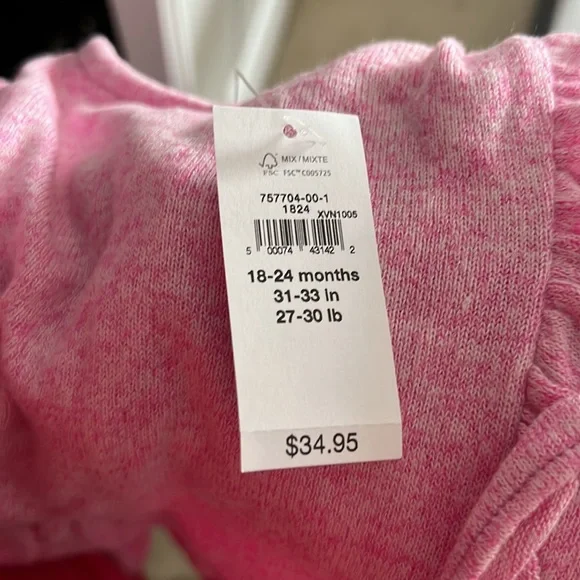 MIX / MIXTE
FSC FSC™ C005725
757704-00-1
1824 XVN1005
5 00074 43142 2
18-24 months
31-33 in
27-30 lb
$34.95